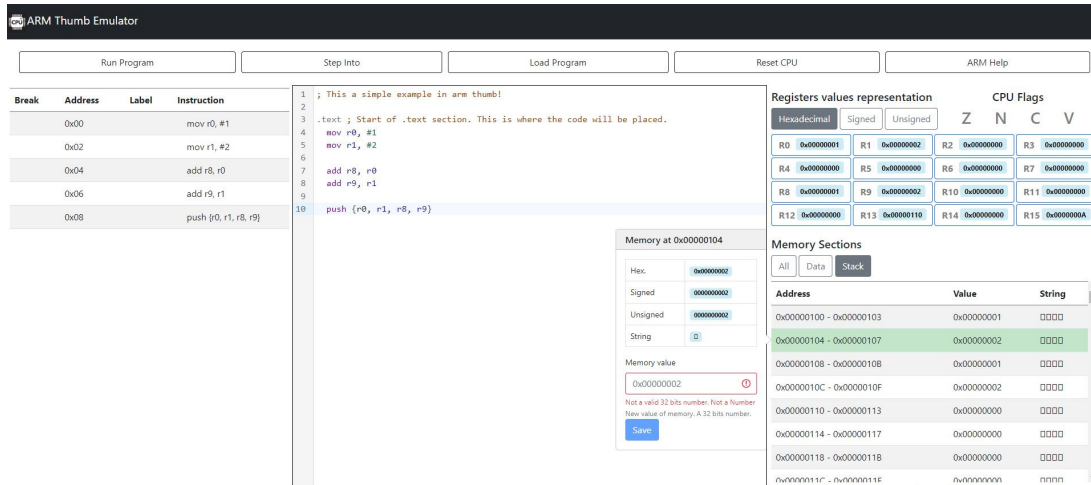 CPU ARM Thumb Emulator
Run Program
Step Into
Load Program
Reset CPU
ARM Help
Break Address Label Instruction
0x00 mov r0, #1
0x02 mov r1, #2
0x04 add r8, r0
0x06 add r9, r1
0x08 push {r0, r1, r8, r9}
1 ; This a simple example in arm thumb!
2
3 .text ; Start of .text section. This is where the code will be placed.
4 mov r0, #1
5 mov r1, #2
6
7 add r8, r0
8 add r9, r1
9
10 push {r0, r1, r8, r9}
Memory at 0x00000104
Hex. 0x00000002
Signed 0000000002
Unsigned 0000000002
String
Memory value
0x00000002
Not a valid 32 bits number. Not a Number
New value of memory. A 32 bits number.
Save
Registers values representation
Hexadecimal Signed Unsigned
CPU Flags
Z N C V
R0 0x00000001 R1 0x00000002 R2 0x00000000 R3 0x00000000
R4 0x00000000 R5 0x00000000 R6 0x00000000 R7 0x00000000
R8 0x00000001 R9 0x00000002 R10 0x00000000 R11 0x00000000
R12 0x00000000 R13 0x00000110 R14 0x00000000 R15 0x0000000A
Memory Sections
All Data Stack
Address Value String
0x00000100 - 0x00000103 0x00000001 □□□□
0x00000104 - 0x00000107 0x00000002 □□□□
0x00000108 - 0x0000010B 0x00000001 □□□□
0x0000010C - 0x0000010F 0x00000002 □□□□
0x00000110 - 0x00000113 0x00000000 □□□□
0x00000114 - 0x00000117 0x00000000 □□□□
0x00000118 - 0x0000011B 0x00000000 □□□□
0x0000011C - 0x0000011F 0x00000000 □□□□